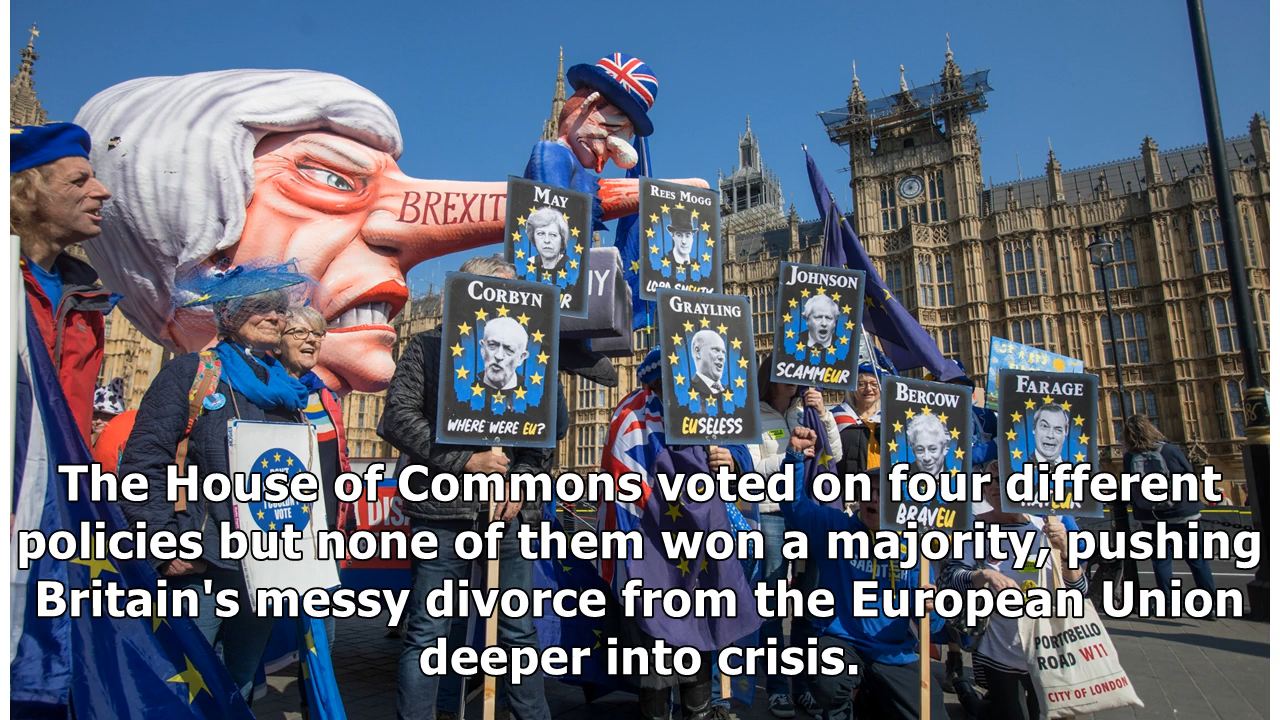 BREXIT
MAY
REES MOGG
CORBYN
WHERE WERE EU?
GRAYLING
EUSELESS
JOHNSON
SCAMMEUR
BERCOW
BRAVEU
FARAGE
VOTE
The House of Commons voted on four different
policies but none of them won a majority, pushing
Britain's messy divorce from the European Union
deeper into crisis.
PORTOBELLO
ROAD W11
CITY OF LONDON